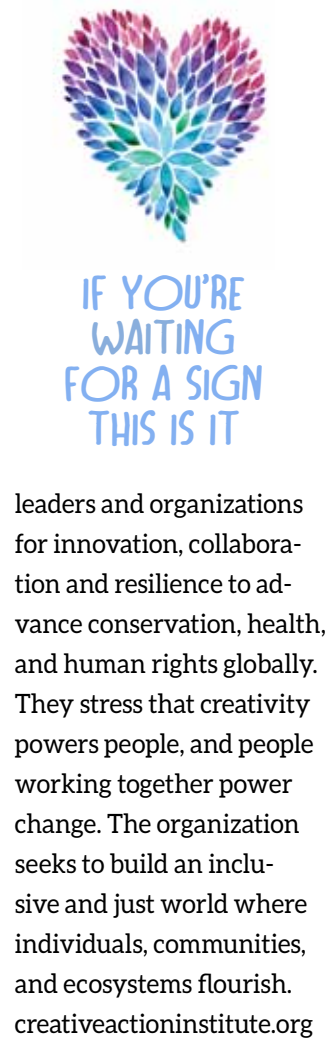 IF YOU'RE
WAITING
FOR A SIGN
THIS IS IT
leaders and organizations
for innovation, collabora-
tion and resilience to ad-
vance conservation, health,
and human rights globally.
They stress that creativity
powers people, and people
working together power
change. The organization
seeks to build an inclu-
sive and just world where
individuals, communities,
and ecosystems flourish.
creativeactioninstitute.org